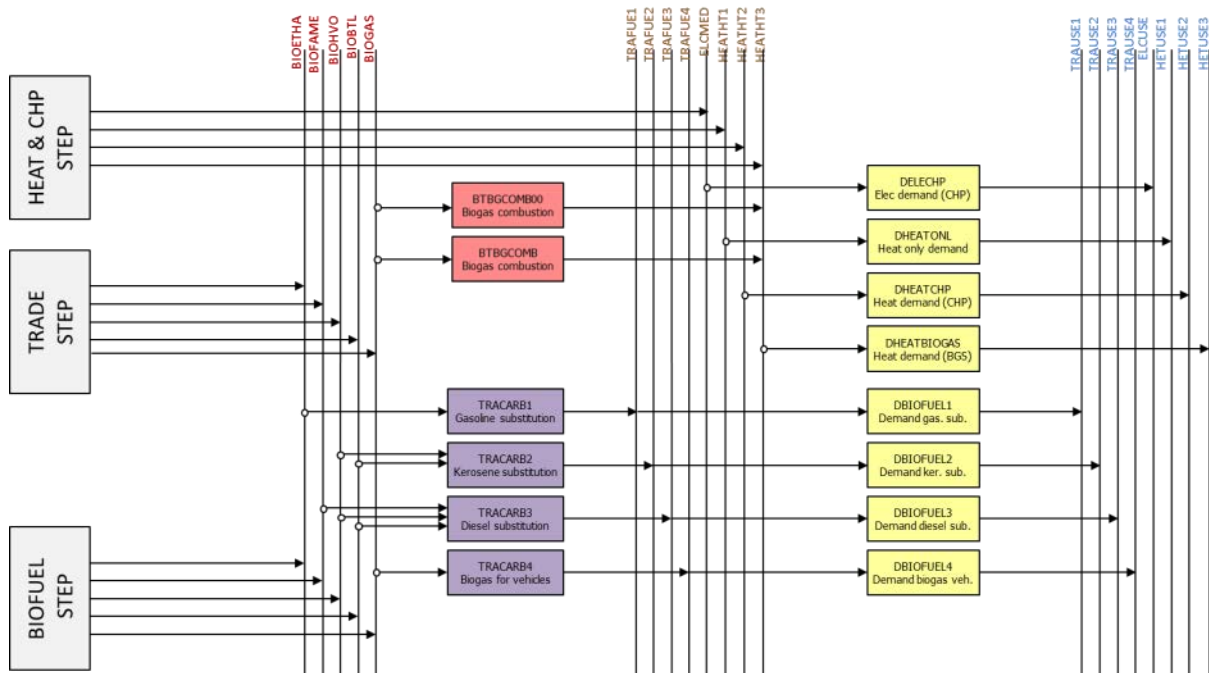 BIOETHA
BIOFAME
BIOHVO
BIOBTL
BIOGAS
TRAFUE1
TRAFUE2
TRAFUE3
TRAFUE4
ELCMED
HEATHT1
HEATHT2
HEATHT3
TRAUSE1
TRAUSE2
TRAUSE3
TRAUSE4
ELCUSE
HETUSE1
HETUSE2
HETUSE3
HEAT & CHP
STEP
TRADE
STEP
BIOFUEL
STEP
BTBGCOMB00
Biogas combustion
BTBGCOMB
Biogas combustion
TRACARB1
Gasoline substitution
TRACARB2
Kerosene substitution
TRACARB3
Diesel substitution
TRACARB4
Biogas for vehicles
DELECHP
Elec demand (CHP)
DHEATONL
Heat only demand
DHEATCHP
Heat demand (CHP)
DHEATBIOGAS
Heat demand (BGS)
DBIOFUEL1
Demand gas. sub.
DBIOFUEL2
Demand ker. sub.
DBIOFUEL3
Demand diesel sub.
DBIOFUEL4
Demand biogas veh.